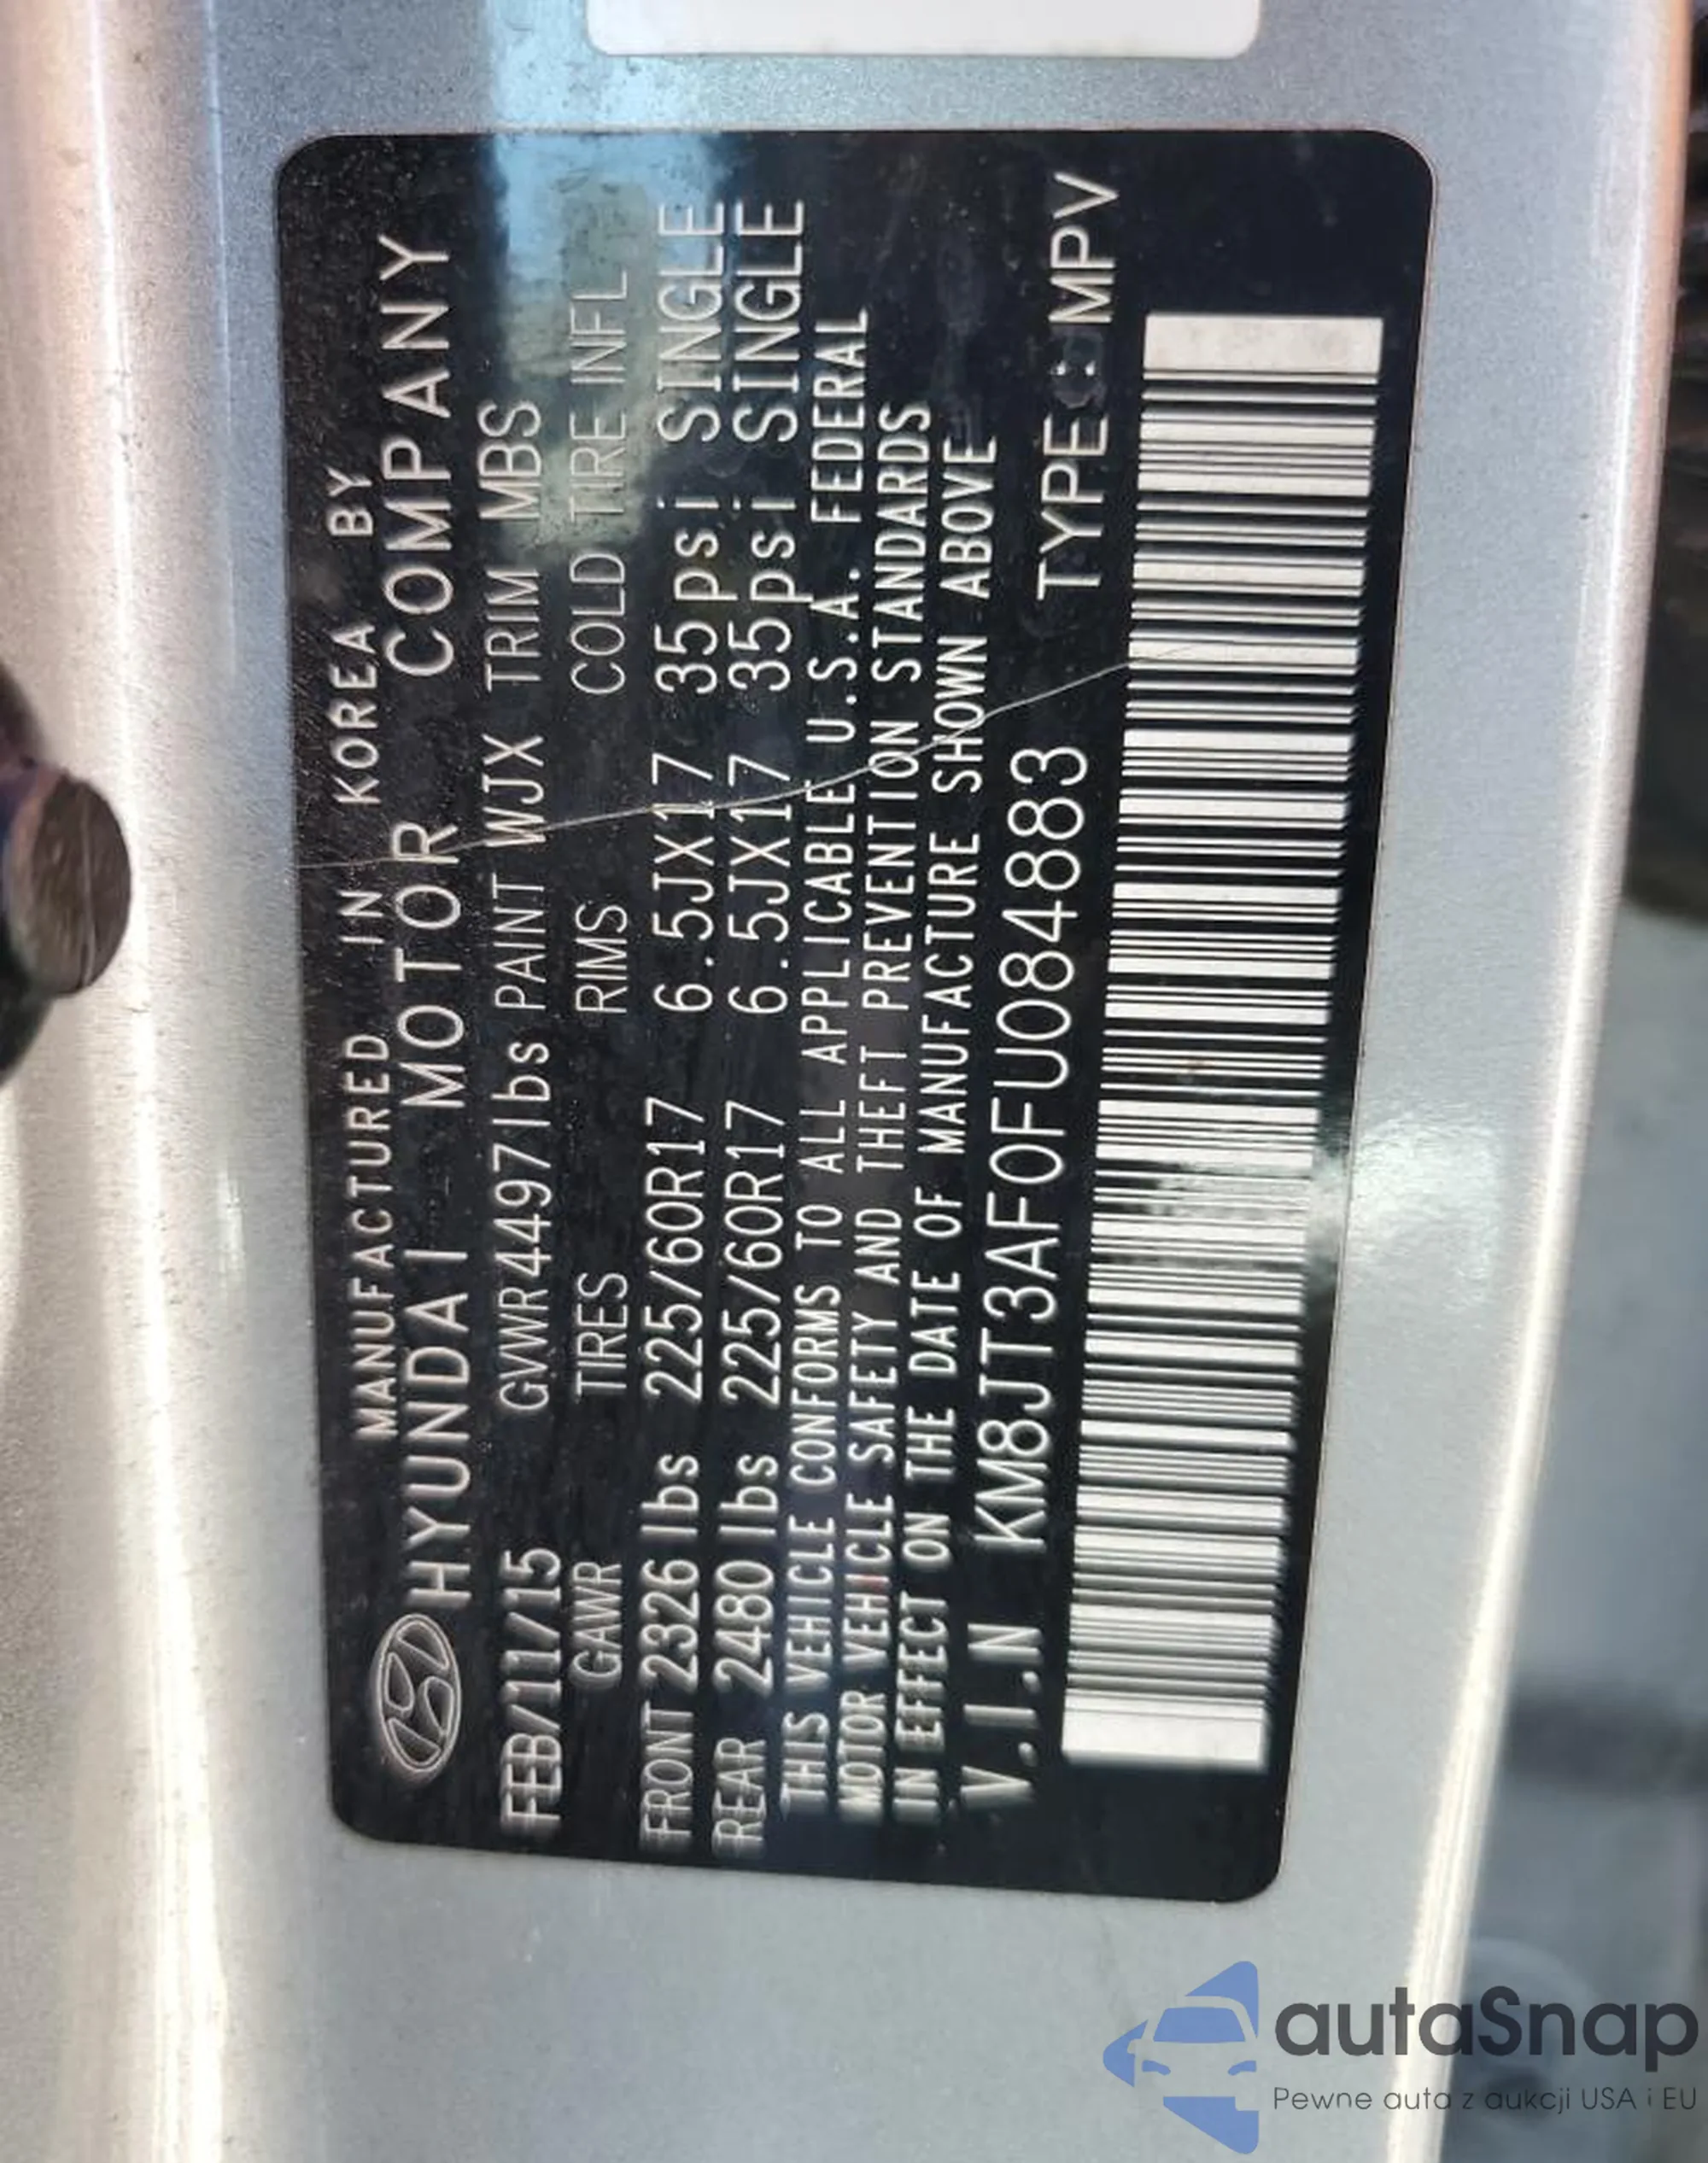 MANUFACTURED IN KOREA BY
HYUNDAI MOTOR COMPANY
FEB/11/15 GVWR4497lbs PAINT WJX TRIM MBS
GAWR TIRES RIMS COLD TIRE INFL
FRONT 2326 lbs 225/60R17 6.5JX17 35psi SINGLE
REAR 2480 lbs 225/60R17 6.5JX17 35psi SINGLE
THIS VEHICLE CONFORMS TO ALL APPLICABLE U.S.A. FEDERAL
MOTOR VEHICLE SAFETY AND THEFT PREVENTION STANDARDS
IN EFFECT ON THE DATE OF MANUFACTURE SHOWN ABOVE
V.I.N KM8JT3AF0FU084883 TYPE : MPV
autaSnap
Pewne auta z aukcji USA i EU